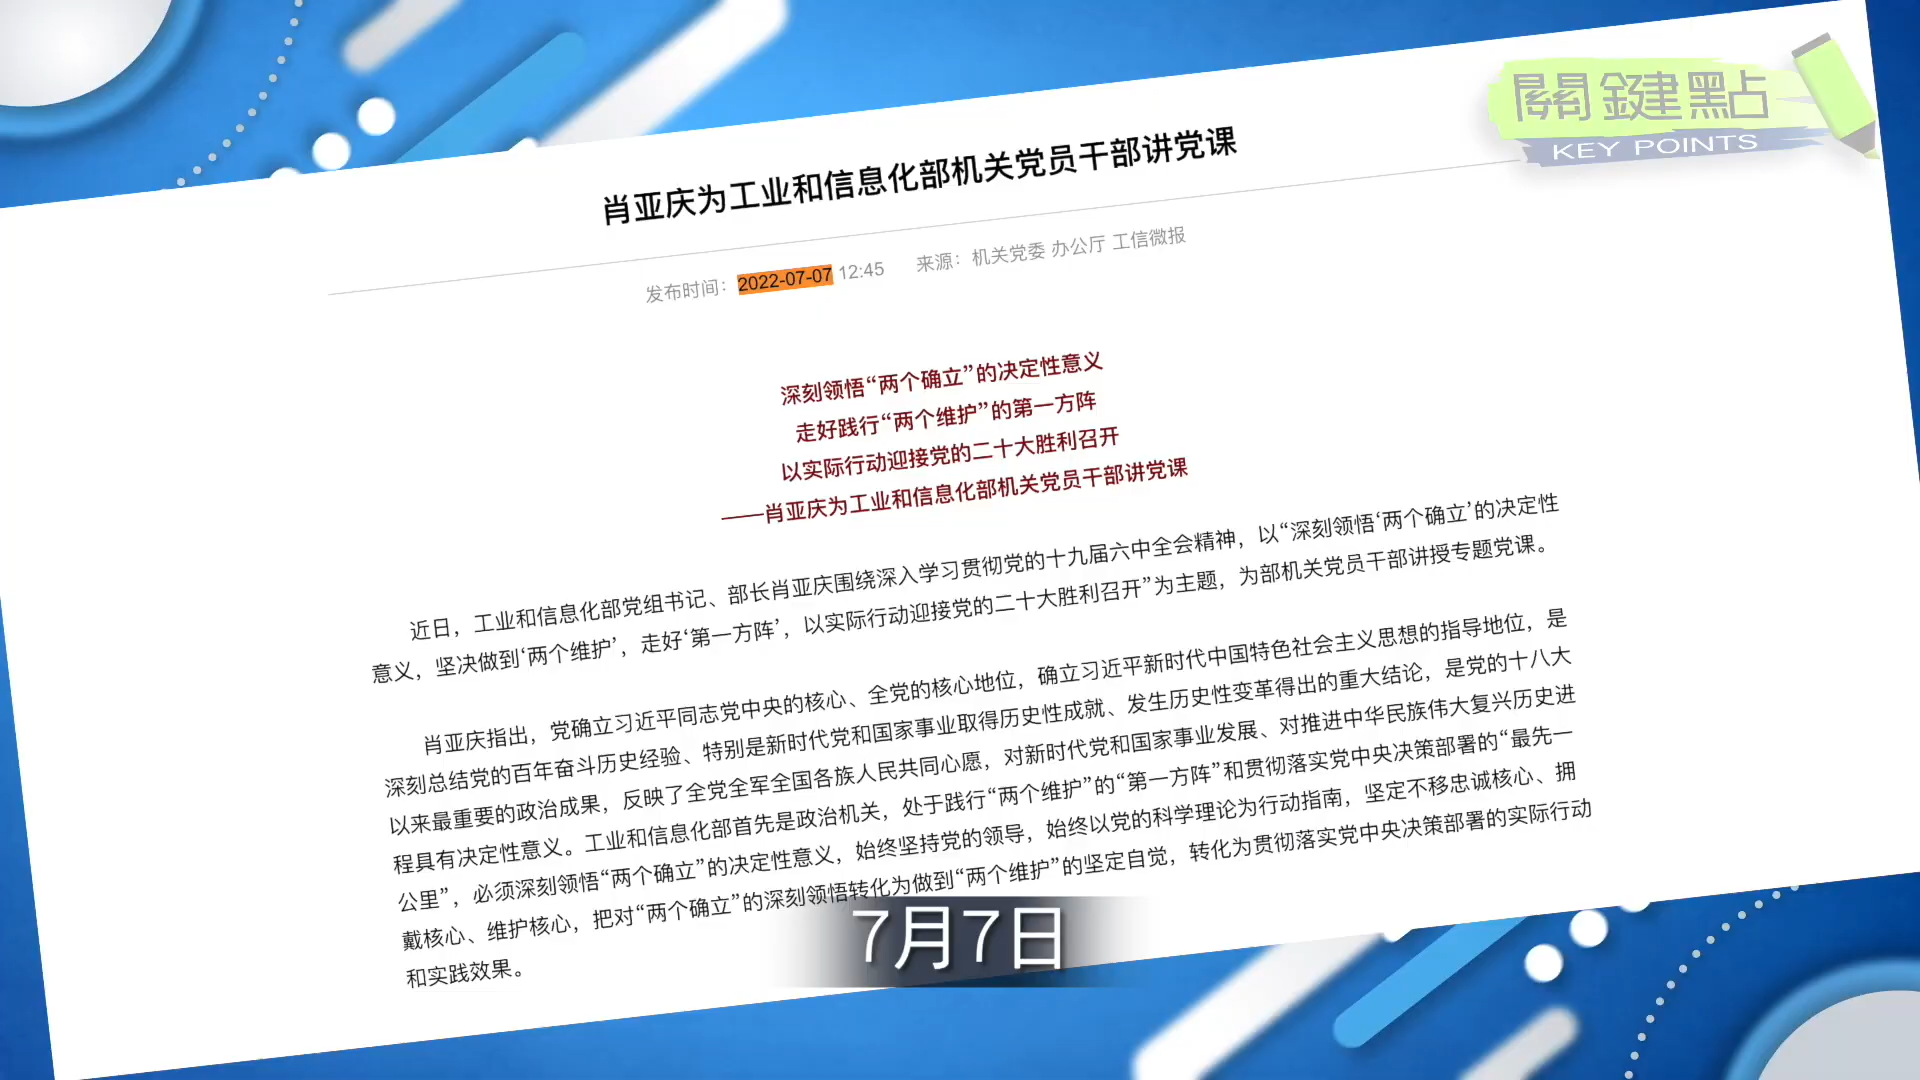 關鍵點
KEY POINTS
肖亚庆为工业和信息化部机关党员干部讲党课
发布时间：2022-07-07 12:45 来源：机关党委 办公厅 工信微报
深刻领悟“两个确立”的决定性意义
走好践行“两个维护”的第一方阵
以实际行动迎接党的二十大胜利召开
——肖亚庆为工业和信息化部机关党员干部讲党课
近日，工业和信息化部党组书记、部长肖亚庆围绕深入学习贯彻党的十九届六中全会精神，以“深刻领悟‘两个确立’的决定性
意义，坚决做到‘两个维护’，走好‘第一方阵’，以实际行动迎接党的二十大胜利召开”为主题，为部机关党员干部讲授专题党课。
肖亚庆指出，党确立习近平同志党中央的核心、全党的核心地位，确立习近平新时代中国特色社会主义思想的指导地位，是
深刻总结党的百年奋斗历史经验、特别是新时代党和国家事业取得历史性成就、发生历史性变革得出的重大结论，是党的十八大
以来最重要的政治成果，反映了全党全军全国各族人民共同心愿，对新时代党和国家事业发展、对推进中华民族伟大复兴历史进
程具有决定性意义。工业和信息化部首先是政治机关，处于践行“两个维护”的“第一方阵”和贯彻落实党中央决策部署的“最先一
公里”，必须深刻领悟“两个确立”的决定性意义，始终坚持党的领导，始终以党的科学理论为行动指南，坚定不移忠诚核心、拥
戴核心、维护核心，把对“两个确立”的深刻领悟转化为做到“两个维护”的坚定自觉，转化为贯彻落实党中央决策部署的实际行动
和实践效果。
7月7日